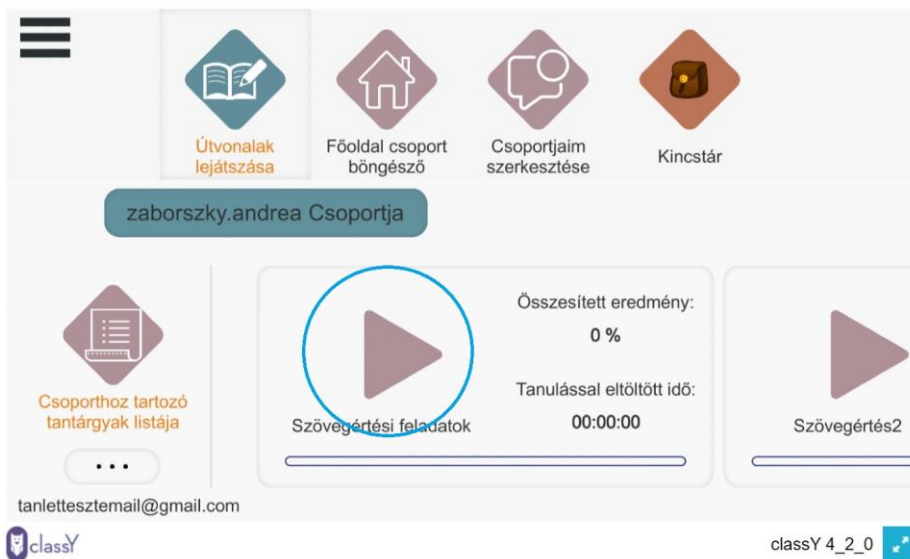 Útvonalak
lejátszása
Főoldal csoport
böngésző
Csoportjaim
szerkesztése
Kincstár
zaborszky.andrea Csoportja
Csoporthoz tartozó
tantárgyak listája
Szövegértési feladatok
Összesített eredmény:
0 %
Tanulással eltöltött idő:
00:00:00
Szövegértés2
tanlettesztemail@gmail.com
classY
classY 4_2_0